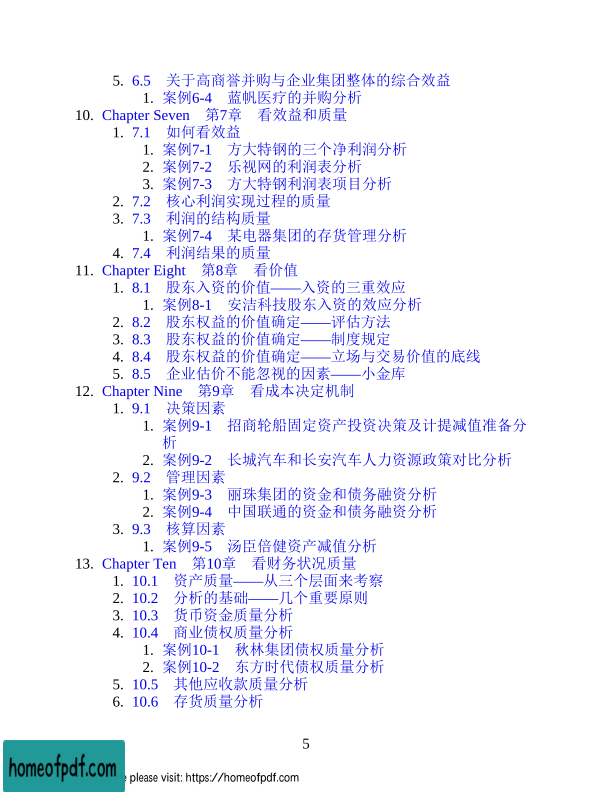 5. 6.5 关于高商誉并购与企业集团整体的综合效益
1. 案例6-4 蓝帆医疗的并购分析
10. Chapter Seven 第7章 看效益和质量
1. 7.1 如何看效益
1. 案例7-1 方大特钢的三个净利润分析
2. 案例7-2 乐视网的利润表分析
3. 案例7-3 方大特钢利润表项目分析
2. 7.2 核心利润实现过程的质量
3. 7.3 利润的结构质量
1. 案例7-4 某电器集团的存货管理分析
4. 7.4 利润结果的质量
11. Chapter Eight 第8章 看价值
1. 8.1 股东入资的价值——入资的三重效应
1. 案例8-1 安洁科技股东入资的效应分析
2. 8.2 股东权益的价值确定——评估方法
3. 8.3 股东权益的价值确定——制度规定
4. 8.4 股东权益的价值确定——立场与交易价值的底线
5. 8.5 企业估价不能忽视的因素——小金库
12. Chapter Nine 第9章 看成本决定机制
1. 9.1 决策因素
1. 案例9-1 招商轮船固定资产投资决策及计提减值准备分
析
2. 案例9-2 长城汽车和长安汽车人力资源政策对比分析
2. 9.2 管理因素
1. 案例9-3 丽珠集团的资金和债务融资分析
2. 案例9-4 中国联通的资金和债务融资分析
3. 9.3 核算因素
1. 案例9-5 汤臣倍健资产减值分析
13. Chapter Ten 第10章 看财务状况质量
1. 10.1 资产质量——从三个层面来考察
2. 10.2 分析的基础——几个重要原则
3. 10.3 货币资金质量分析
4. 10.4 商业债权质量分析
1. 案例10-1 秋林集团债权质量分析
2. 案例10-2 东方时代债权质量分析
5. 10.5 其他应收款质量分析
6. 10.6 存货质量分析
5
homeofpdf.com
please visit: https://homeofpdf.com